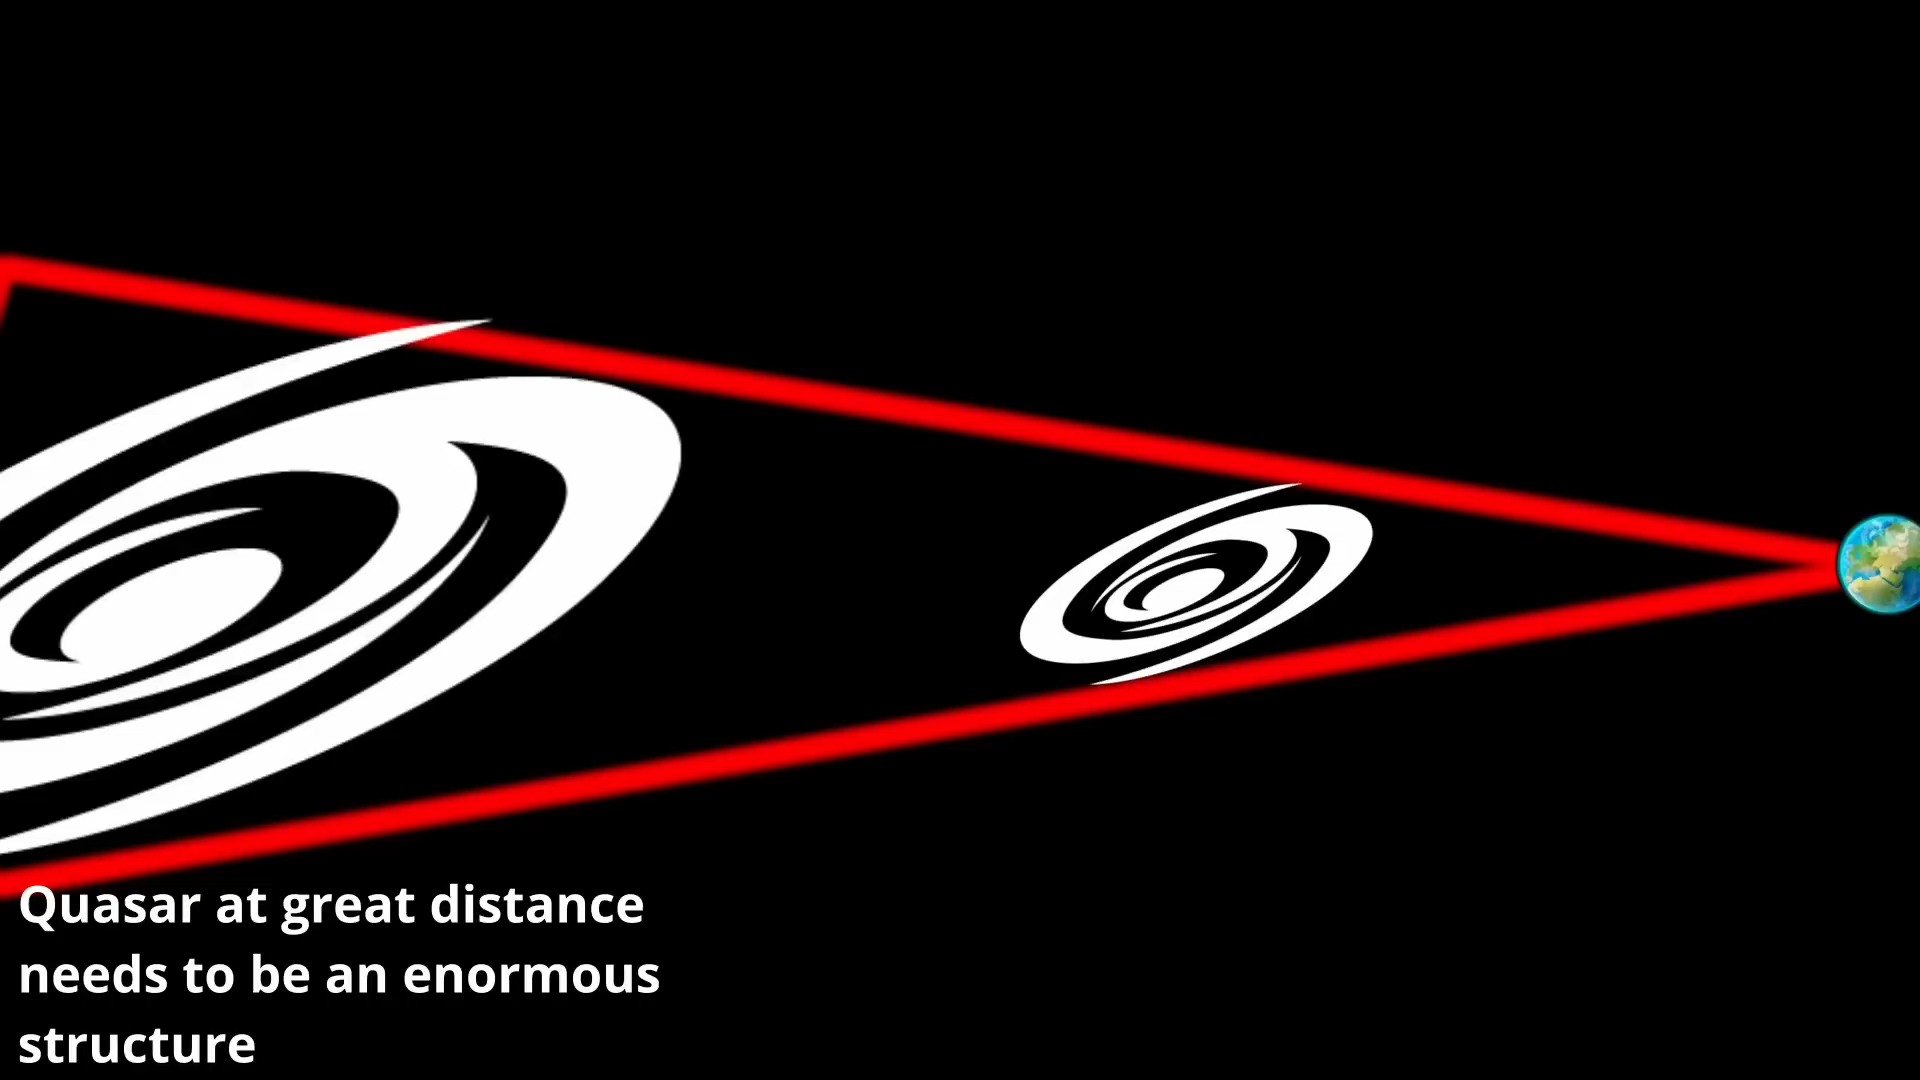 Quasar at great distance
needs to be an enormous
structure